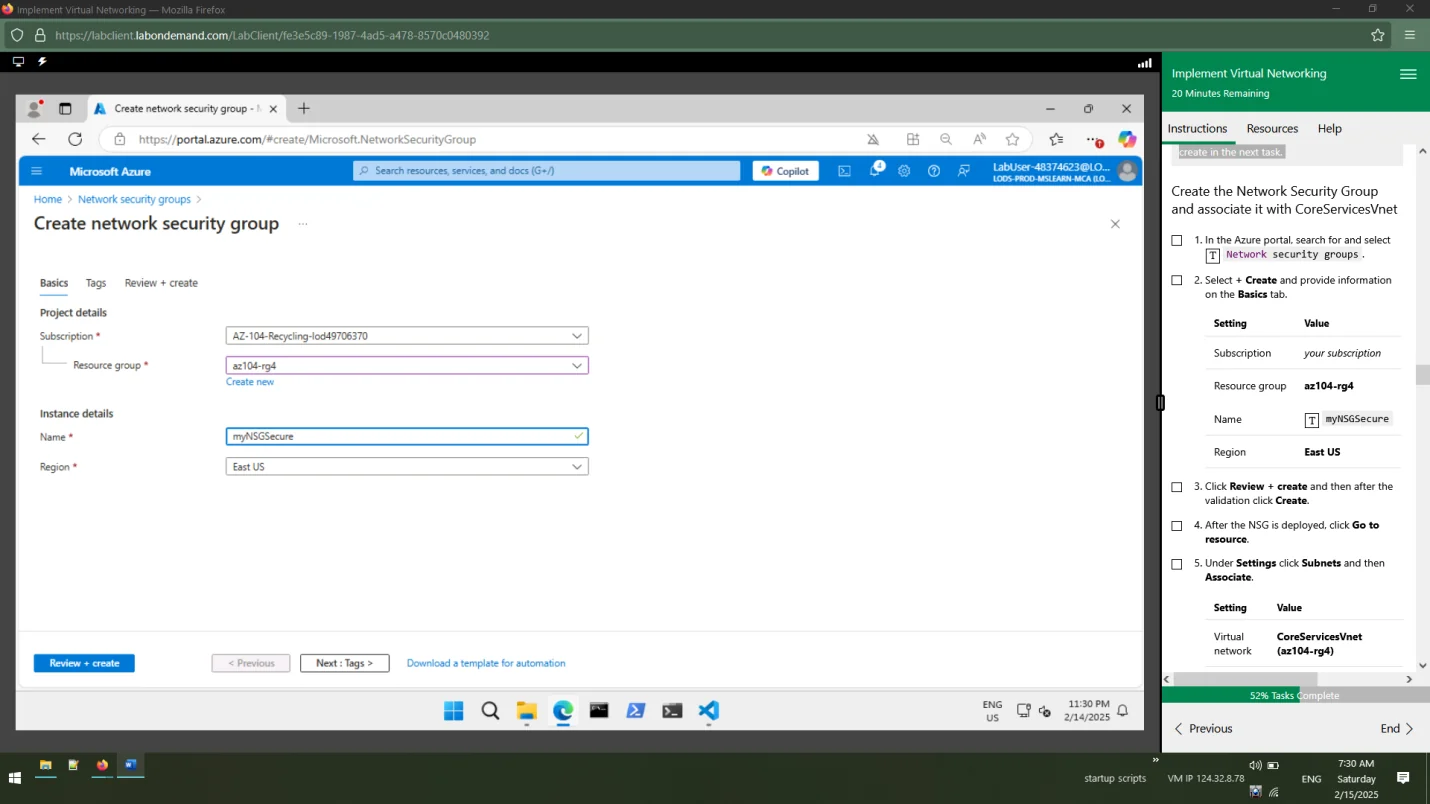 Implement Virtual Networking — Mozilla Firefox
https://labclient.labondemand.com/LabClient/fe3e5c89-1987-4ad5-a478-8570c0480392
Create network security group - M
https://portal.azure.com/#create/Microsoft.NetworkSecurityGroup
Microsoft Azure
Search resources, services, and docs (G+/)
Copilot
4
LabUser-48374623@LO...
LODS-PROD-MSLEARN-MCA (LO...
Home > Network security groups >
Create network security group ...
Basics Tags Review + create
Project details
Subscription *
AZ-104-Recycling-lod49706370
Resource group *
az104-rg4
Create new
Instance details
Name *
myNSGSecure
Region *
East US
Review + create
< Previous
Next : Tags >
Download a template for automation
ENG
US
11:30 PM
2/14/2025
Implement Virtual Networking
20 Minutes Remaining
Instructions Resources Help
create in the next task.
Create the Network Security Group
and associate it with CoreServicesVnet
1. In the Azure portal, search for and select
T Network security groups .
2. Select + Create and provide information
on the Basics tab.
Setting Value
Subscription your subscription
Resource group az104-rg4
Name T myNSGSecure
Region East US
3. Click Review + create and then after the
validation click Create.
4. After the NSG is deployed, click Go to
resource.
5. Under Settings click Subnets and then
Associate.
Setting Value
Virtual CoreServicesVnet
network (az104-rg4)
52% Tasks Complete
< Previous End >
startup scripts
»
VM IP 124.32.8.78
ENG
7:30 AM
Saturday
2/15/2025